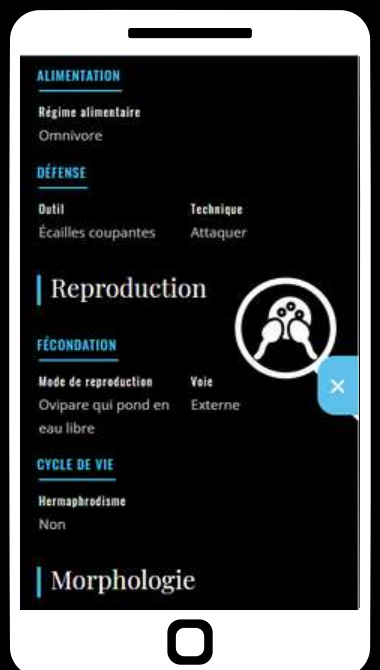 ALIMENTATION
Régime alimentaire
Omnivore
DÉFENSE
Outil Technique
Écailles coupantes Attaquer
Reproduction
FÉCONDATION
Mode de reproduction Voie
Ovipare qui pond en Externe
eau libre
CYCLE DE VIE
Hermaphrodisme
Non
Morphologie